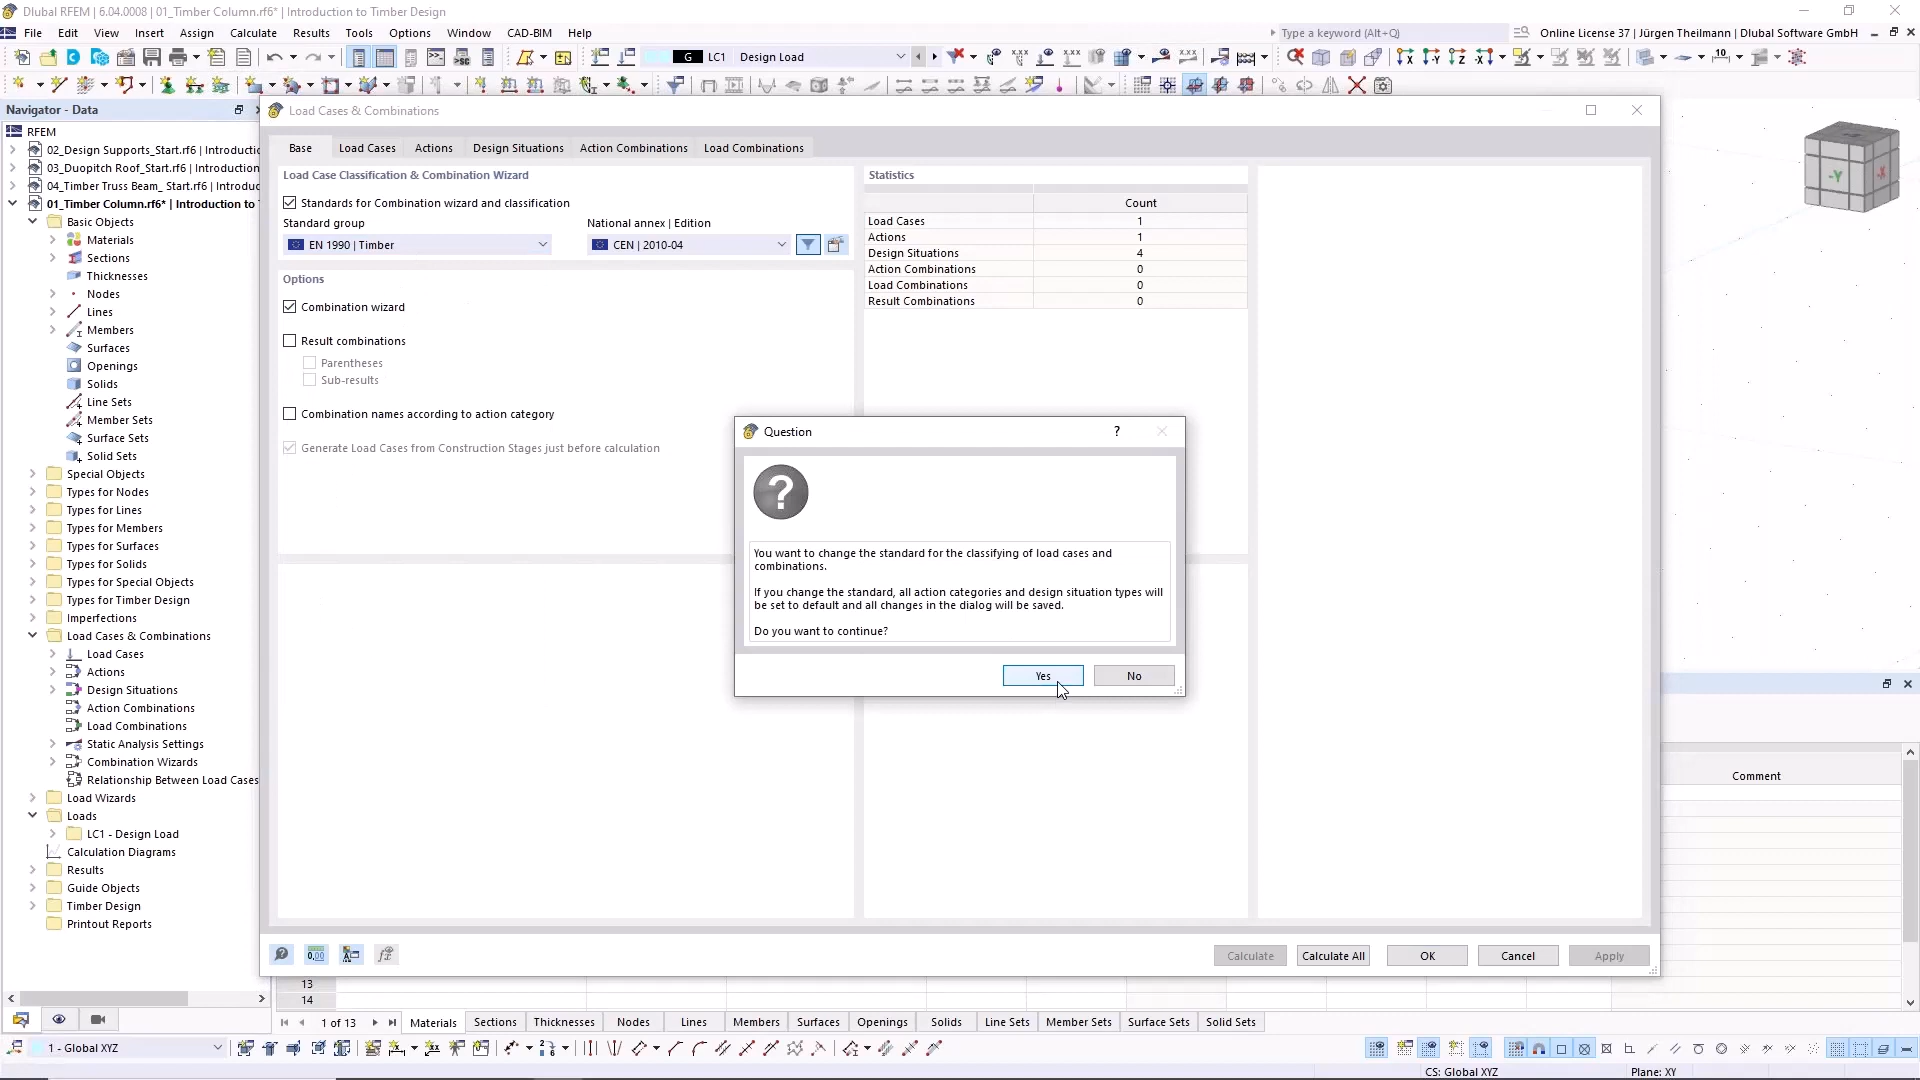 Dlubal RFEM | 6.04.0008 | 01_Timber Column.rf6* | Introduction to Timber Design
File Edit View Insert Assign Calculate Results Tools Options Window CAD-BIM Help
Type a keyword (Alt+Q)
Online License 37 | Jürgen Theilmann | Dlubal Software GmbH
G LC1 Design Load
Navigator - Data
RFEM
02_Design Supports_Start.rf6 | Introductic
03_Duopitch Roof_Start.rf6 | Introduction
04_Timber Truss Beam_ Start.rf6 | Introduc
01_Timber Column.rf6* | Introduction to
Basic Objects
Materials
Sections
Thicknesses
Nodes
Lines
Members
Surfaces
Openings
Solids
Line Sets
Member Sets
Surface Sets
Solid Sets
Special Objects
Types for Nodes
Types for Lines
Types for Members
Types for Surfaces
Types for Solids
Types for Special Objects
Types for Timber Design
Imperfections
Load Cases & Combinations
Load Cases
Actions
Design Situations
Action Combinations
Load Combinations
Static Analysis Settings
Combination Wizards
Relationship Between Load Cases
Load Wizards
Loads
LC1 - Design Load
Calculation Diagrams
Results
Guide Objects
Timber Design
Printout Reports
Load Cases & Combinations
Base Load Cases Actions Design Situations Action Combinations Load Combinations
Load Case Classification & Combination Wizard
Standards for Combination wizard and classification
Standard group National annex | Edition
EN 1990 | Timber CEN | 2010-04
Options
Combination wizard
Result combinations
Parentheses
Sub-results
Combination names according to action category
Generate Load Cases from Construction Stages just before calculation
Statistics
Count
Load Cases 1
Actions 1
Design Situations 4
Action Combinations 0
Load Combinations 0
Result Combinations 0
Question
?
?
You want to change the standard for the classifying of load cases and
combinations.
If you change the standard, all action categories and design situation types will
be set to default and all changes in the dialog will be saved.
Do you want to continue?
Yes No
-Y -X
Comment
Calculate Calculate All OK Cancel Apply
13
14
1 of 13 Materials Sections Thicknesses Nodes Lines Members Surfaces Openings Solids Line Sets Member Sets Surface Sets Solid Sets
1 - Global XYZ
CS: Global XYZ Plane: XY